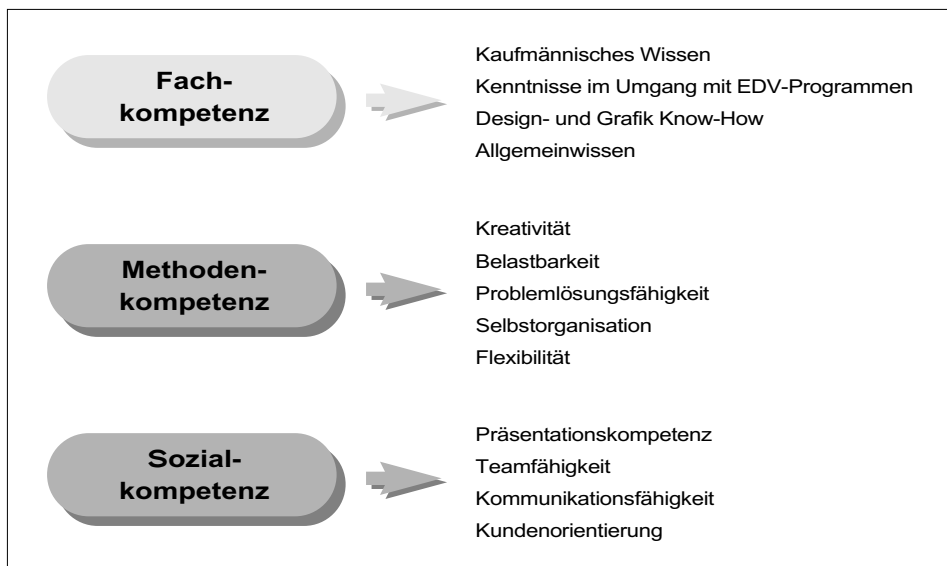 Fach-
kompetenz
Kaufmännisches Wissen
Kenntnisse im Umgang mit EDV-Programmen
Design- und Grafik Know-How
Allgemeinwissen
Methoden-
kompetenz
Kreativität
Belastbarkeit
Problemlösungsfähigkeit
Selbstorganisation
Flexibilität
Sozial-
kompetenz
Präsentationskompetenz
Teamfähigkeit
Kommunikationsfähigkeit
Kundenorientierung